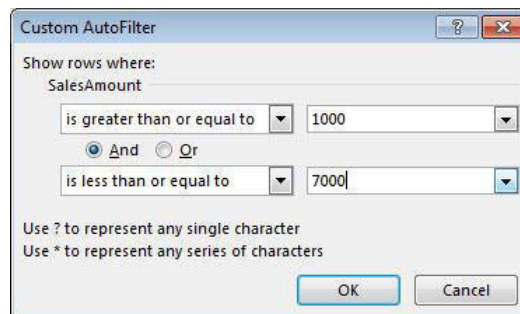 Custom AutoFilter
?
Show rows where:
SalesAmount
is greater than or equal to 1000
And Or
is less than or equal to 7000
Use ? to represent any single character
Use * to represent any series of characters
OK Cancel